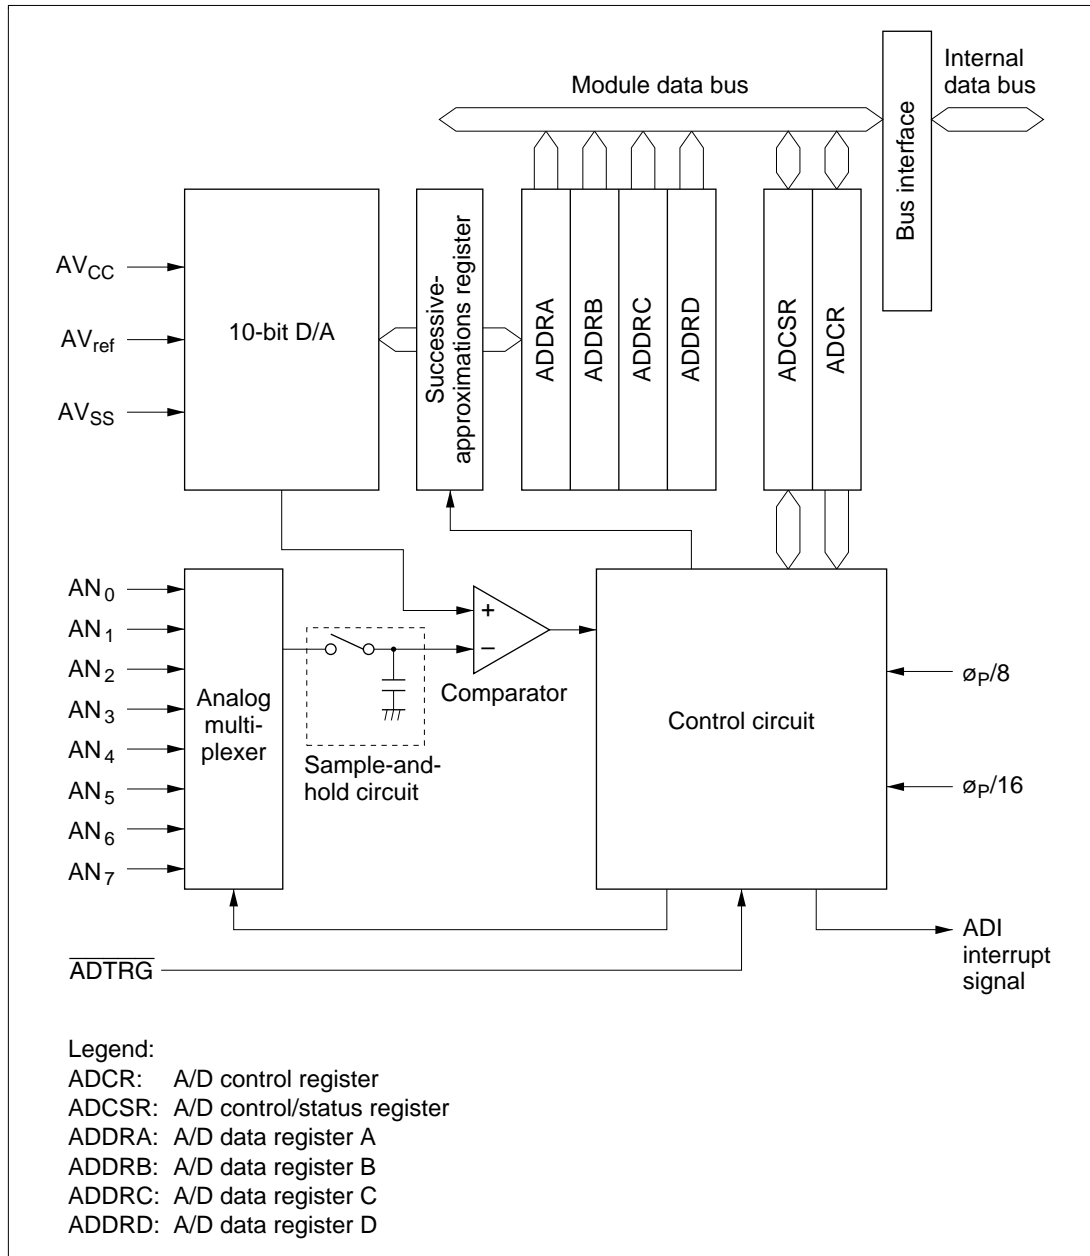 Internal
data bus
Module data bus
Bus interface
AVCC
AVref
AVSS
10-bit D/A
Successive-
approximations register
ADDRA
ADDRB
ADDRC
ADDRD
ADCSR
ADCR
AN0
AN1
AN2
AN3
AN4
AN5
AN6
AN7
Analog
multi-
plexer
+
−
Comparator
Sample-and-
hold circuit
Control circuit
øP/8
øP/16
ADTRG
ADI
interrupt
signal
Legend:
ADCR: A/D control register
ADCSR: A/D control/status register
ADDRA: A/D data register A
ADDRB: A/D data register B
ADDRC: A/D data register C
ADDRD: A/D data register D